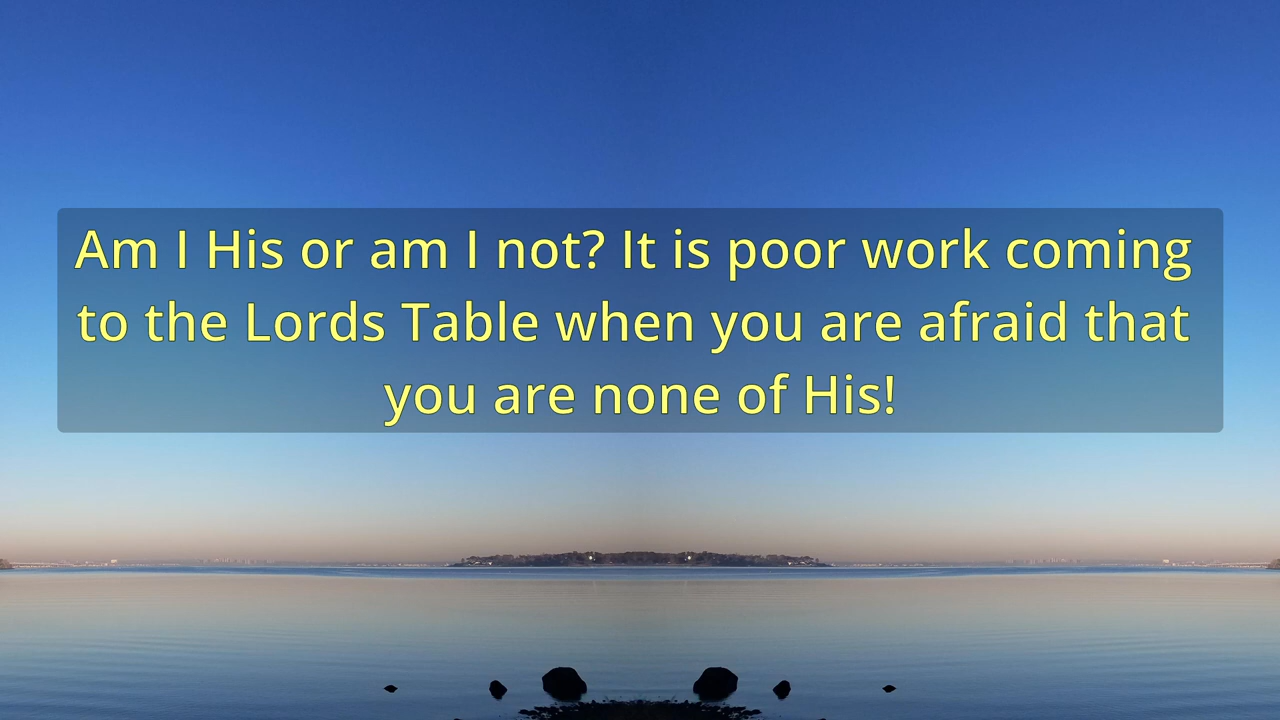 Am I His or am I not? It is poor work coming
to the Lords Table when you are afraid that
you are none of His!